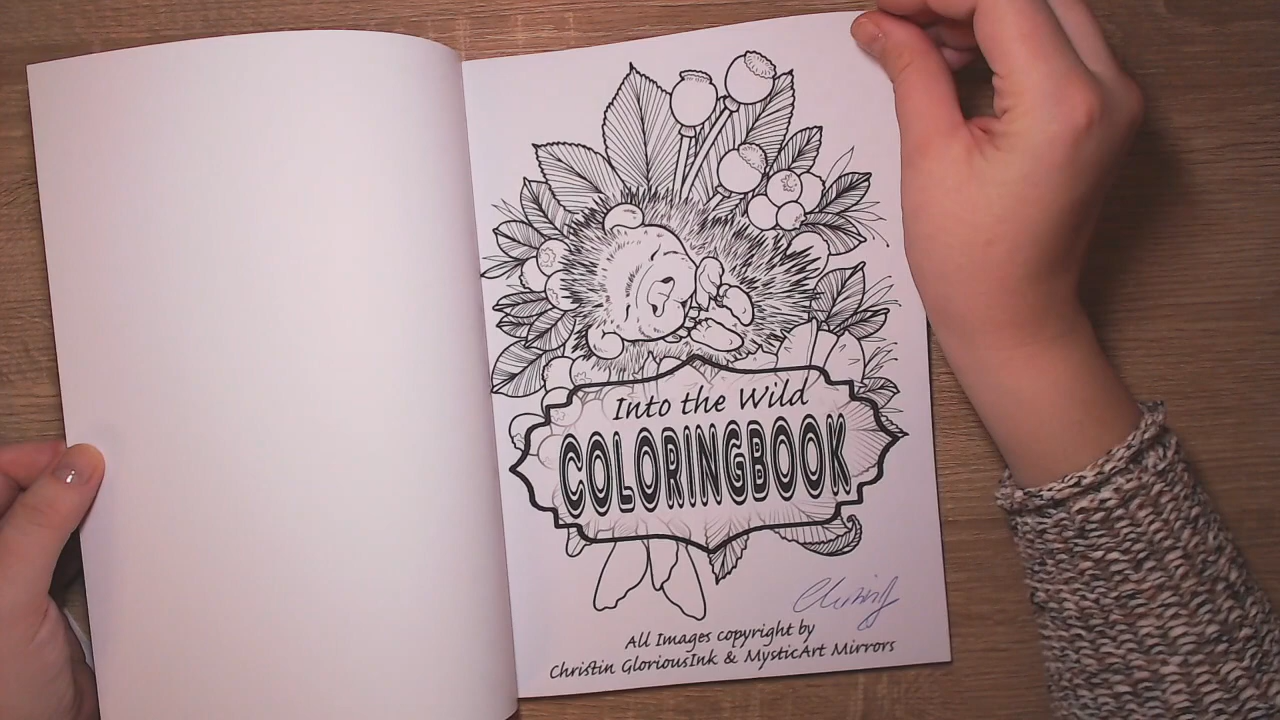 Into the Wild
COLORINGBOOK
All Images copyright by
Christin GloriousInk & MysticArt Mirrors